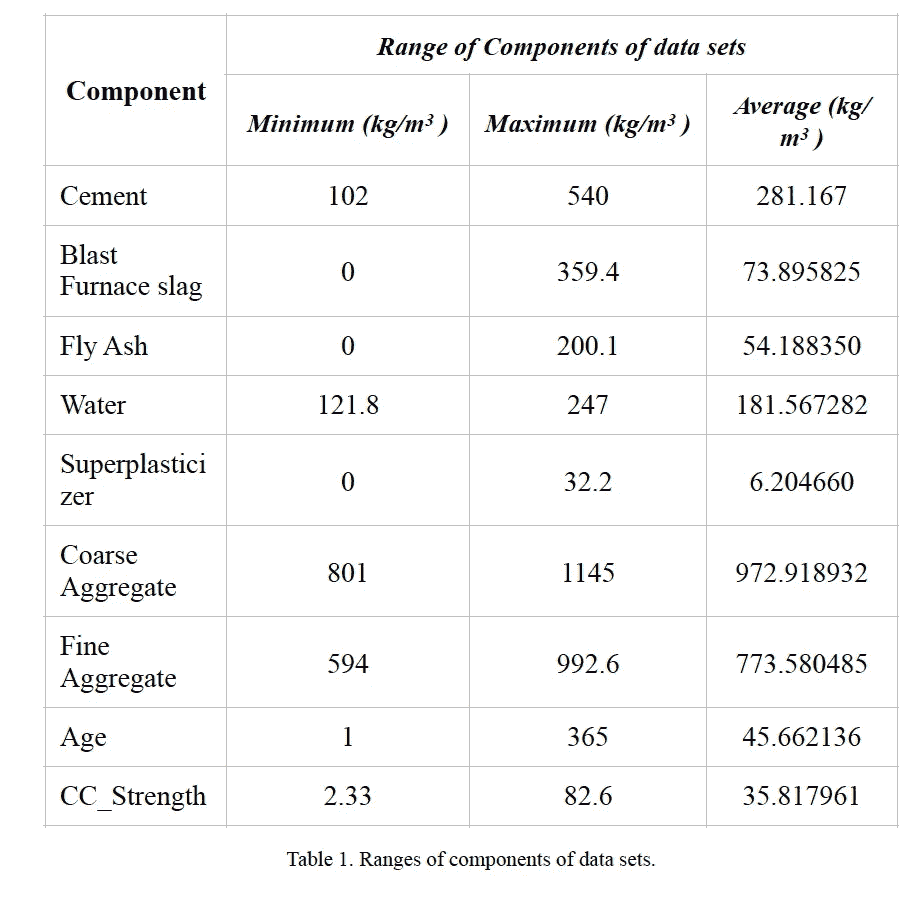 Component
Range of Components of data sets
Minimum (kg/m³ )
Maximum (kg/m³ )
Average (kg/
m³ )
Cement 102 540 281.167
Blast
Furnace slag
0 359.4 73.895825
Fly Ash 0 200.1 54.188350
Water 121.8 247 181.567282
Superplastici
zer
0 32.2 6.204660
Coarse
Aggregate
801 1145 972.918932
Fine
Aggregate
594 992.6 773.580485
Age 1 365 45.662136
CC_Strength 2.33 82.6 35.817961
Table 1. Ranges of components of data sets.